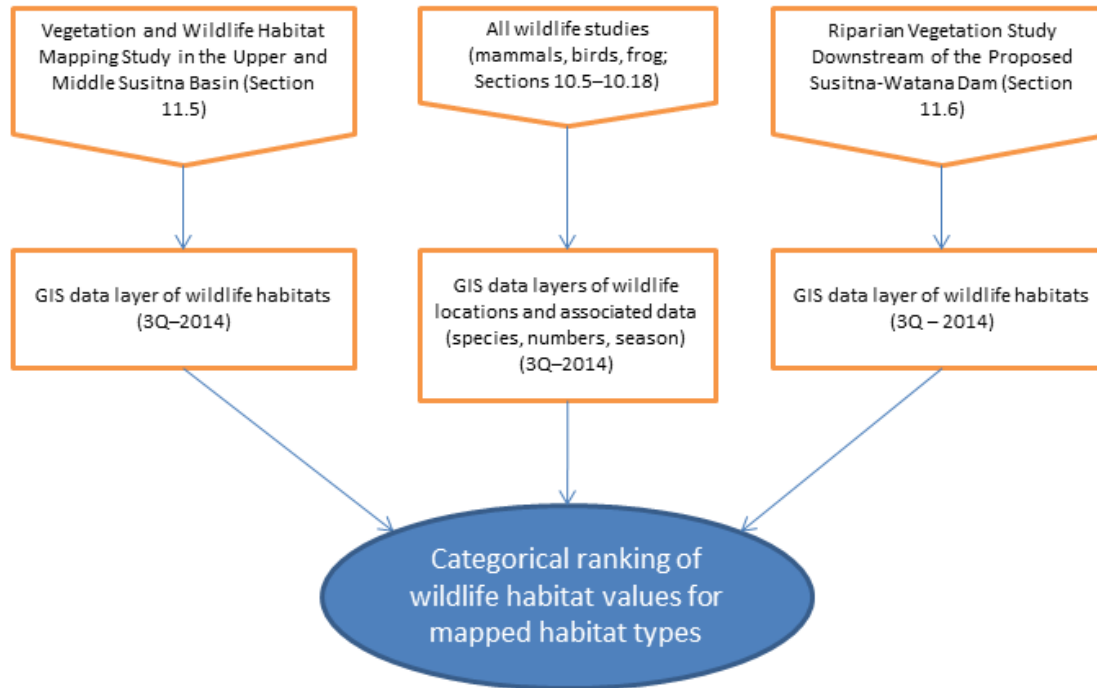 Vegetation and Wildlife Habitat
Mapping Study in the Upper and
Middle Susitna Basin (Section
11.5)
All wildlife studies
(mammals, birds, frog;
Sections 10.5–10.18)
Riparian Vegetation Study
Downstream of the Proposed
Susitna-Watana Dam (Section
11.6)
GIS data layer of wildlife habitats
(3Q–2014)
GIS data layers of wildlife
locations and associated data
(species, numbers, season)
(3Q–2014)
GIS data layer of wildlife habitats
(3Q – 2014)
Categorical ranking of
wildlife habitat values for
mapped habitat types